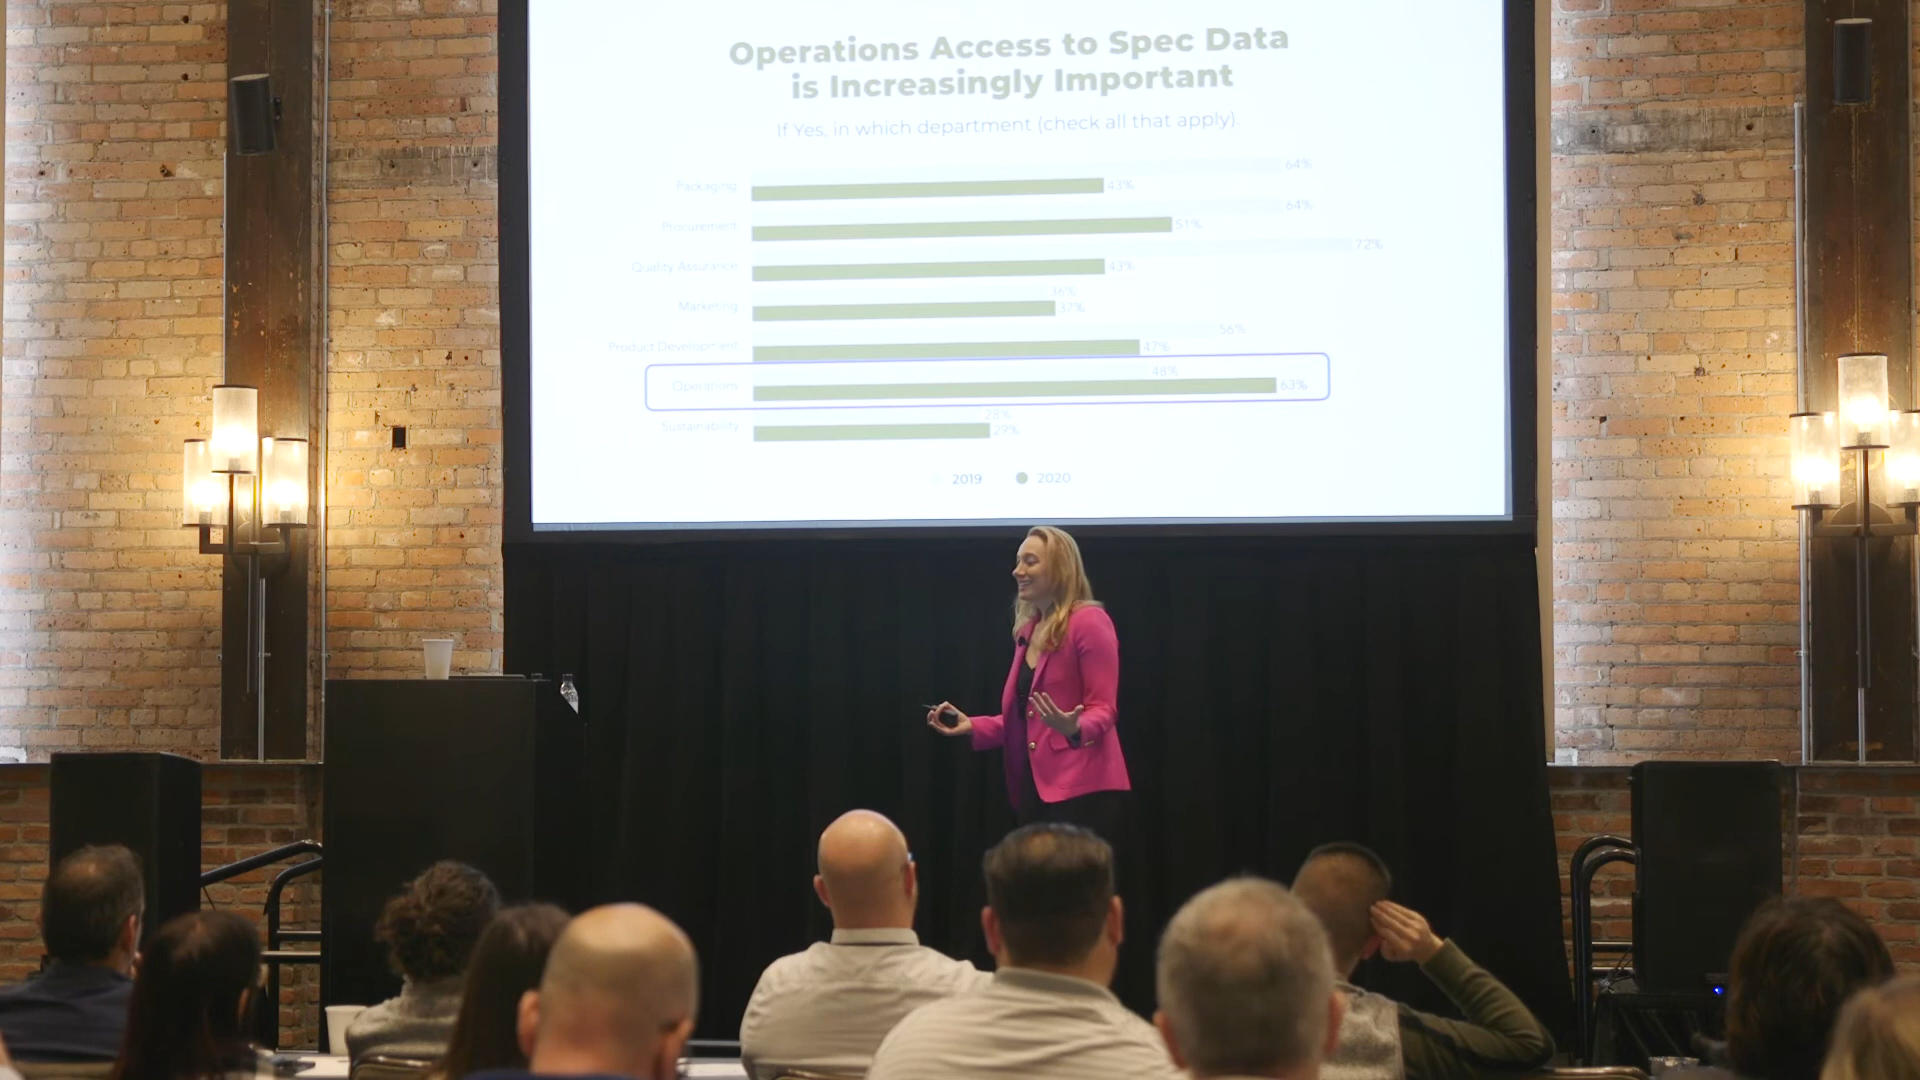 Operations Access to Spec Data
is Increasingly Important
If Yes, in which department (check all that apply).
64%
Packaging 43%
64%
Procurement 51%
72%
Quality Assurance 43%
36%
Marketing 37%
56%
Product Development 47%
48%
Operations 63%
28%
Sustainability 29%
2019 2020